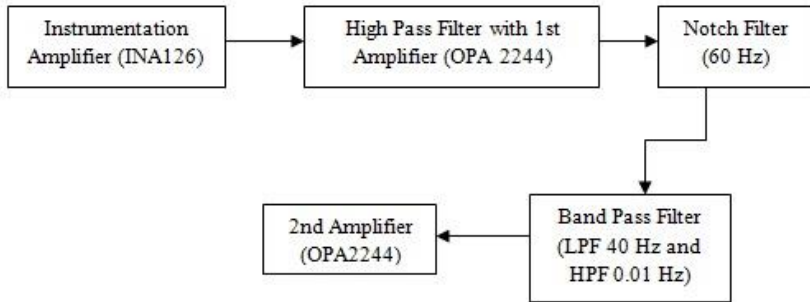 Instrumentation
Amplifier (INA126)
High Pass Filter with 1st
Amplifier (OPA 2244)
Notch Filter
(60 Hz)
Band Pass Filter
(LPF 40 Hz and
HPF 0.01 Hz)
2nd Amplifier
(OPA2244)